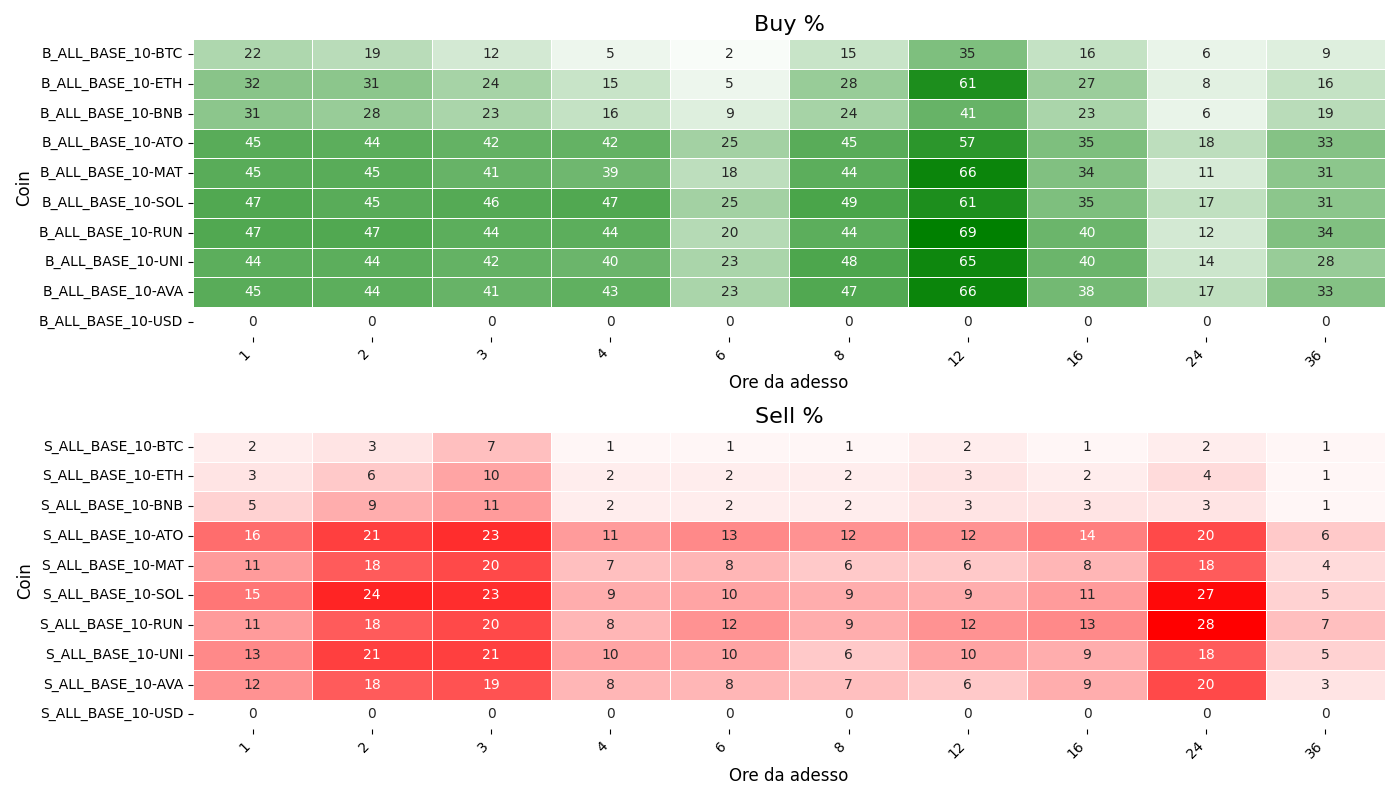 Buy %
Coin
B_ALL_BASE_10-BTC 22 19 12 5 2 15 35 16 6 9
B_ALL_BASE_10-ETH 32 31 24 15 5 28 61 27 8 16
B_ALL_BASE_10-BNB 31 28 23 16 9 24 41 23 6 19
B_ALL_BASE_10-ATO 45 44 42 42 25 45 57 35 18 33
B_ALL_BASE_10-MAT 45 45 41 39 18 44 66 34 11 31
B_ALL_BASE_10-SOL 47 45 46 47 25 49 61 35 17 31
B_ALL_BASE_10-RUN 47 47 44 44 20 44 69 40 12 34
B_ALL_BASE_10-UNI 44 44 42 40 23 48 65 40 14 28
B_ALL_BASE_10-AVA 45 44 41 43 23 47 66 38 17 33
B_ALL_BASE_10-USD 0 0 0 0 0 0 0 0 0 0
1 2 3 4 6 8 12 16 24 36
Ore da adesso
Sell %
Coin
S_ALL_BASE_10-BTC 2 3 7 1 1 1 2 1 2 1
S_ALL_BASE_10-ETH 3 6 10 2 2 2 3 2 4 1
S_ALL_BASE_10-BNB 5 9 11 2 2 2 3 3 3 1
S_ALL_BASE_10-ATO 16 21 23 11 13 12 12 14 20 6
S_ALL_BASE_10-MAT 11 18 20 7 8 6 6 8 18 4
S_ALL_BASE_10-SOL 15 24 23 9 10 9 9 11 27 5
S_ALL_BASE_10-RUN 11 18 20 8 12 9 12 13 28 7
S_ALL_BASE_10-UNI 13 21 21 10 10 6 10 9 18 5
S_ALL_BASE_10-AVA 12 18 19 8 8 7 6 9 20 3
S_ALL_BASE_10-USD 0 0 0 0 0 0 0 0 0 0
1 2 3 4 6 8 12 16 24 36
Ore da adesso